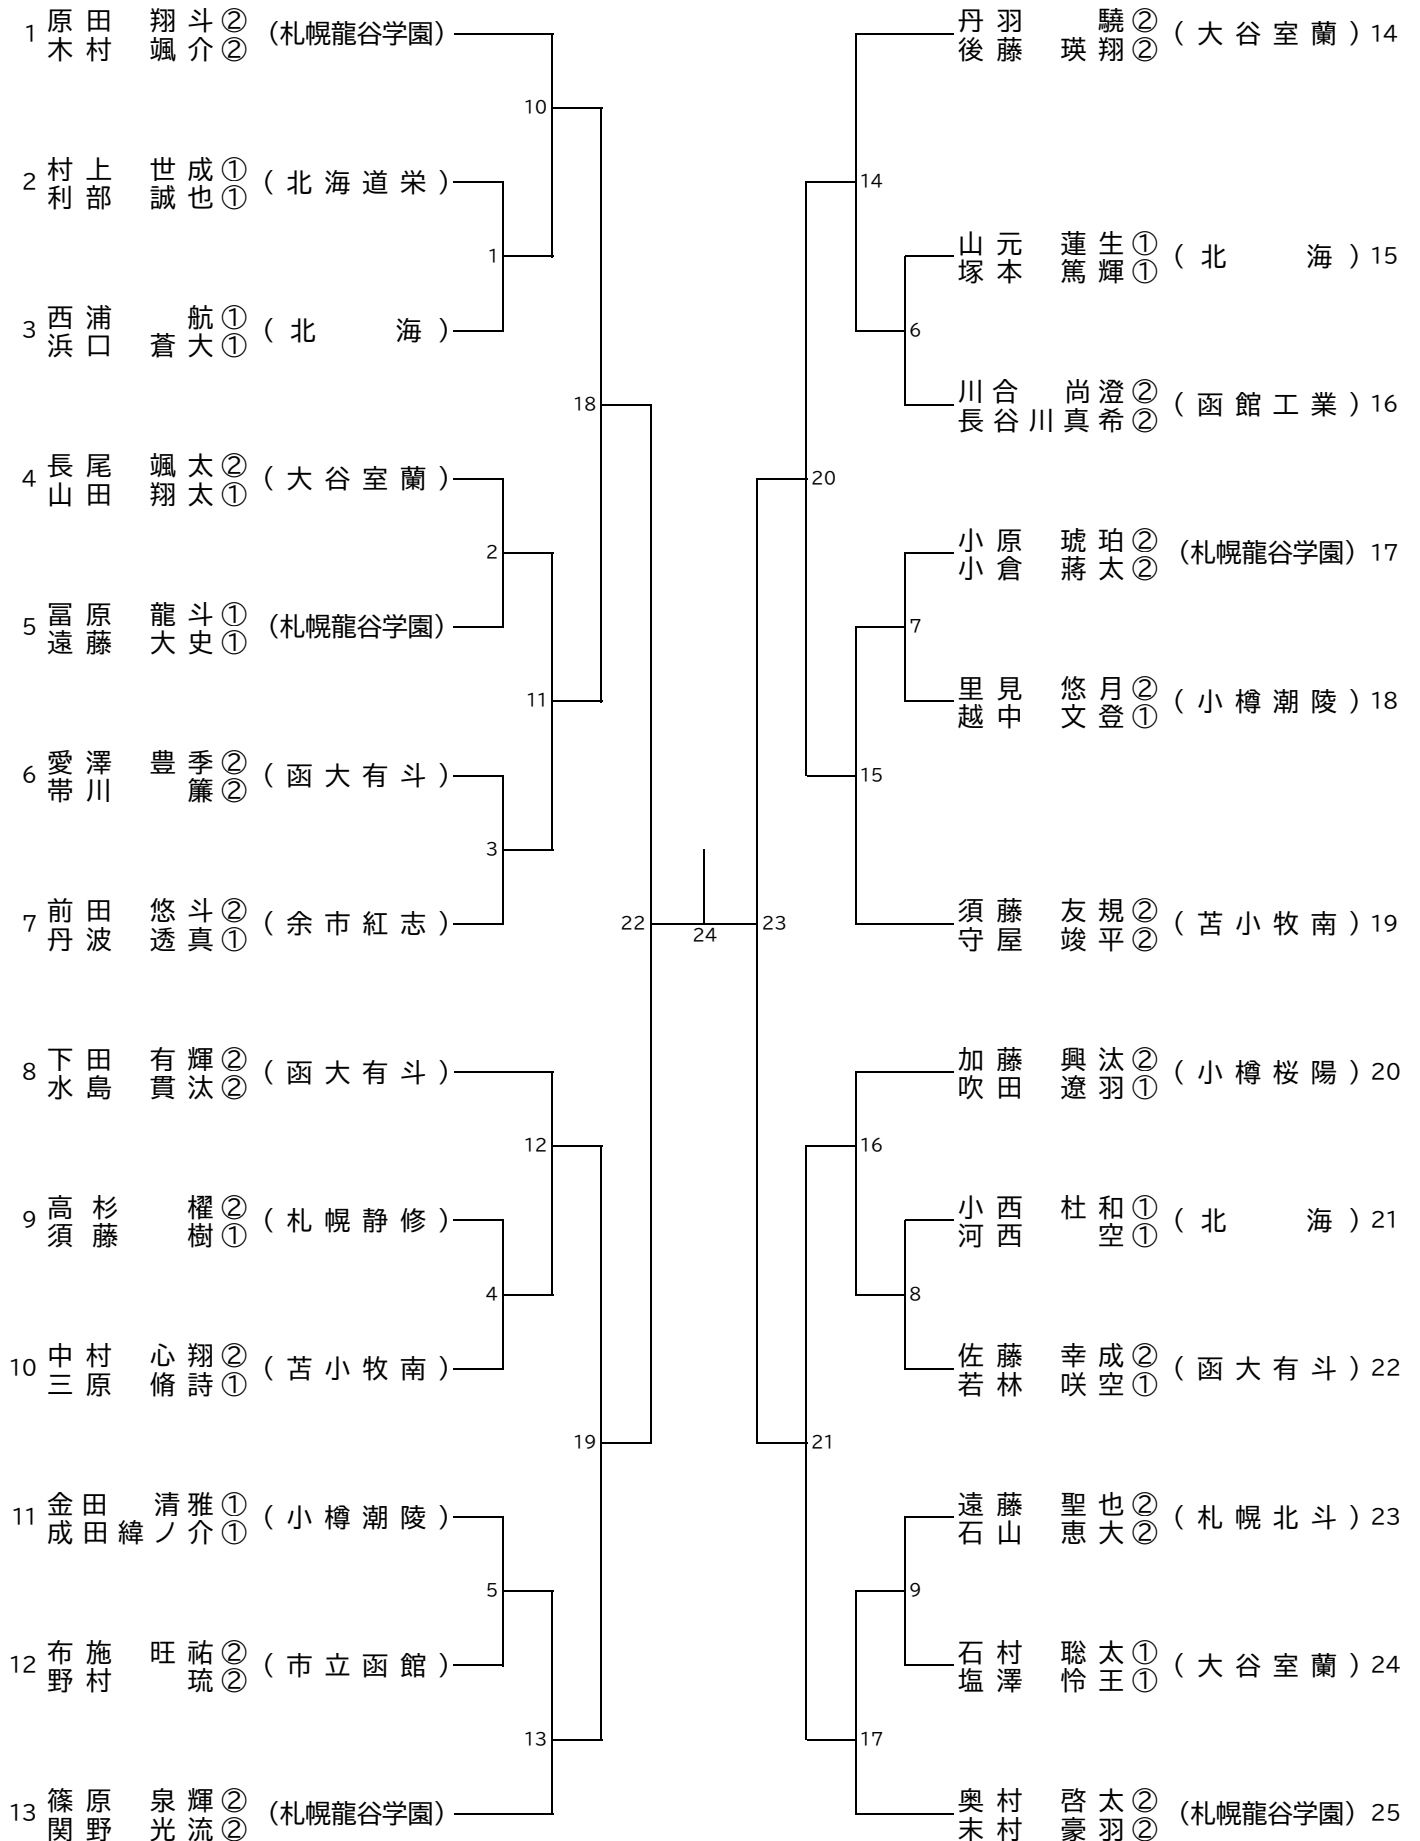 1 原田 翔斗② (札幌龍谷学園)
木村 颯介②
10
2 村上 世成① (北海道栄)
利部 誠也①
1
3 西浦 航① (北海)
浜口 蒼大①
18
4 長尾 颯太② (大谷室蘭)
山田 翔太①
2
5 冨原 龍斗① (札幌龍谷学園)
遠藤 大史①
11
6 愛澤 豊季② (函大有斗)
帯川 簾②
3
7 前田 悠斗② (余市紅志)
丹波 透真①
22
8 下田 有輝② (函大有斗)
水島 貫汰②
12
9 高杉 櫂② (札幌静修)
須藤 樹①
4
10 中村 心翔② (苫小牧南)
三原 脩詩①
19
11 金田 清雅① (小樽潮陵)
成田緯ノ介①
5
12 布施 旺祐② (市立函館)
野村 琉②
13
13 篠原 泉輝② (札幌龍谷学園)
関野 光流②
24
丹羽 驍② (大谷室蘭) 14
後藤 瑛翔②
14
山元 蓮生① (北海) 15
塚本 篤輝①
6
川合 尚澄② (函館工業) 16
長谷川真希②
20
小原 琥珀② (札幌龍谷学園) 17
小倉 蔣太②
7
里見 悠月② (小樽潮陵) 18
越中 文登①
15
須藤 友規② (苫小牧南) 19
守屋 竣平②
23
加藤 興汰② (小樽桜陽) 20
吹田 遼羽①
16
小西 杜和① (北海) 21
河西 空①
8
佐藤 幸成② (函大有斗) 22
若林 咲空①
21
遠藤 聖也② (札幌北斗) 23
石山 恵大②
9
石村 聡太① (大谷室蘭) 24
塩澤 怜王①
17
奥村 啓太② (札幌龍谷学園) 25
末村 豪羽②